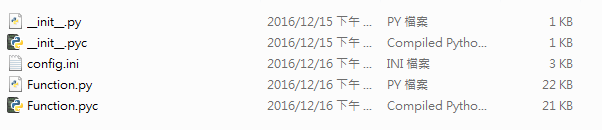 __init__.py 2016/12/15 下午 ... PY 檔案 1 KB
__init__.pyc 2016/12/15 下午 ... Compiled Pytho... 1 KB
config.ini 2016/12/16 下午 ... INI 檔案 3 KB
Function.py 2016/12/16 下午 ... PY 檔案 22 KB
Function.pyc 2016/12/16 下午 ... Compiled Pytho... 21 KB